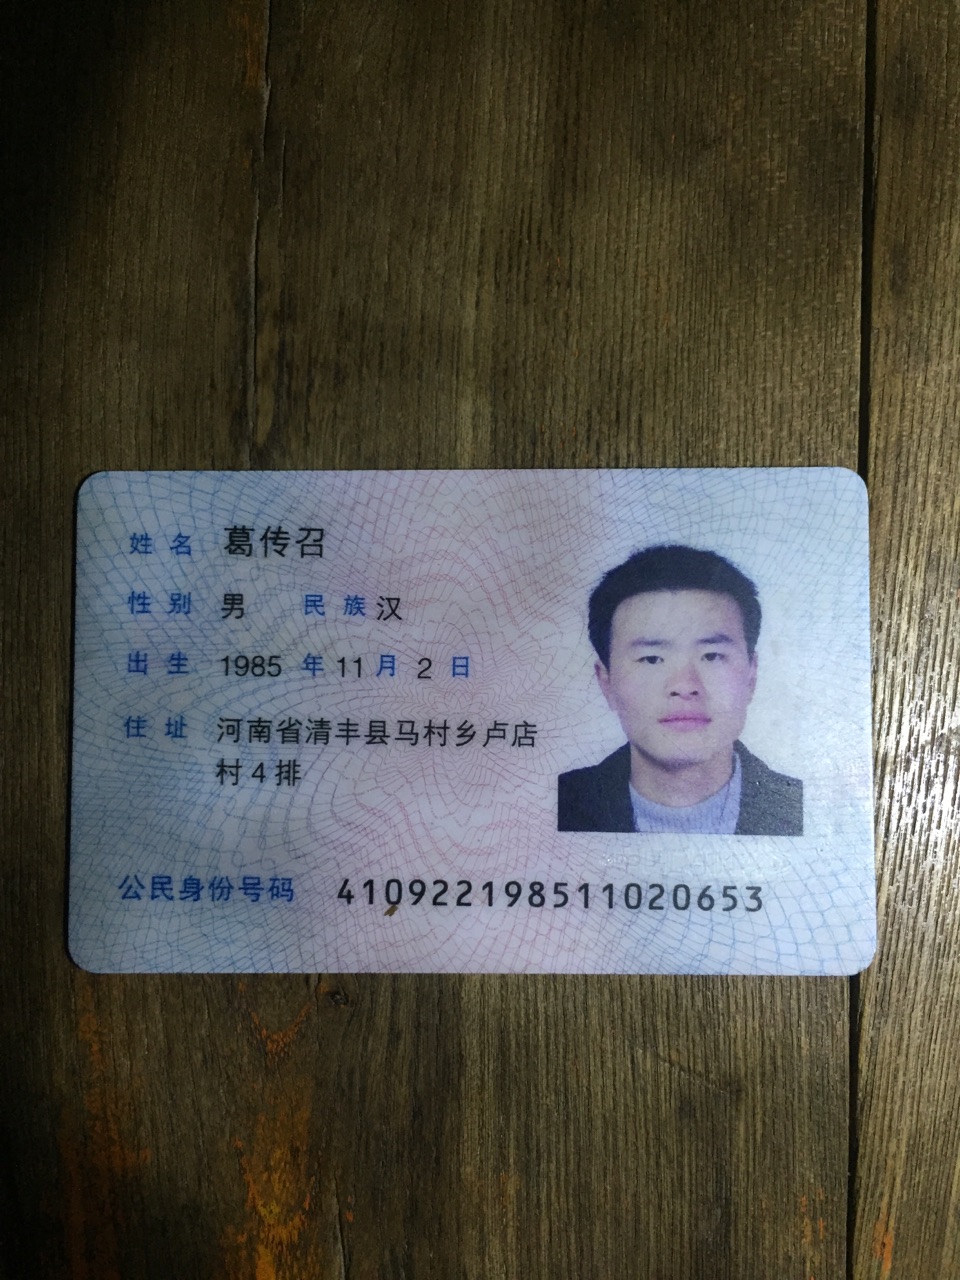 姓名 葛传召
性别 男 民族 汉
出生 1985 年 11 月 2 日
住址 河南省清丰县马村乡卢店
村4排
公民身份号码 410922198511020653